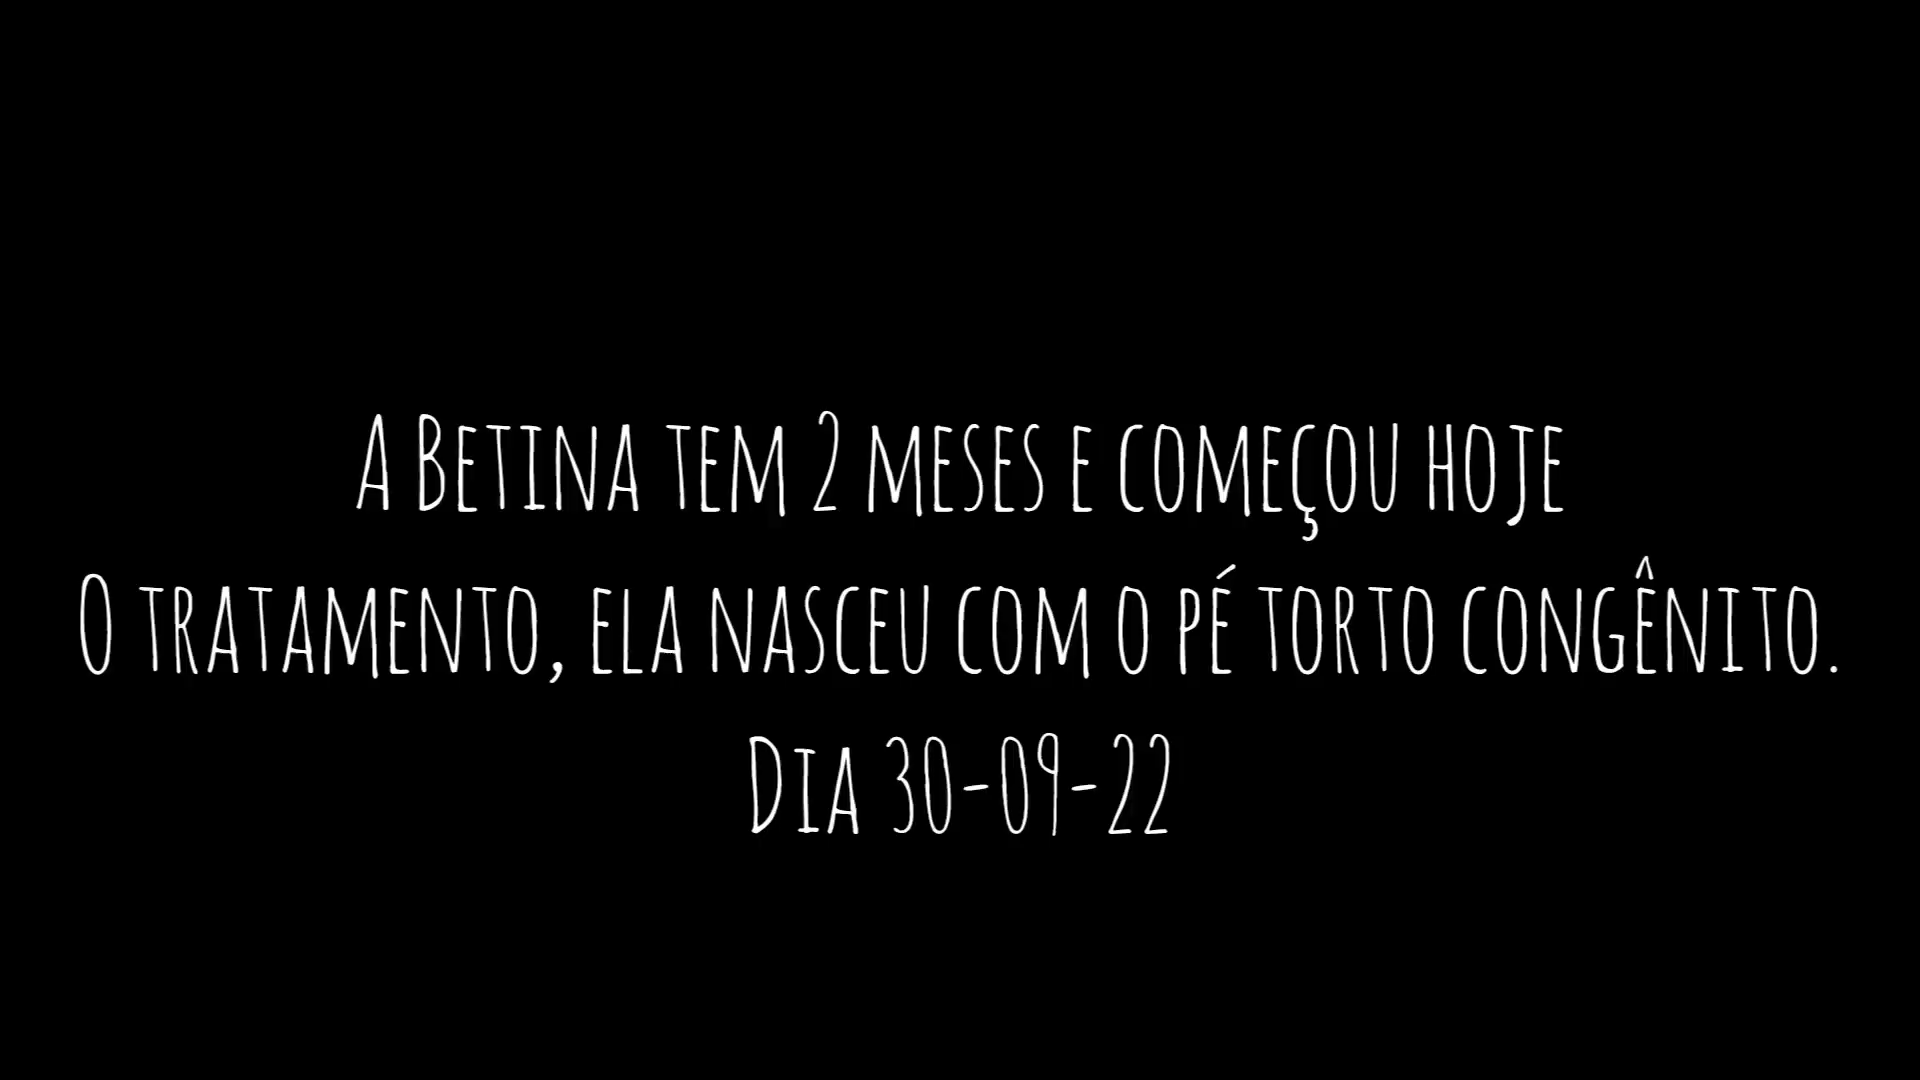 A Betina tem 2 meses e começou hoje
o tratamento, ela nasceu com o pé torto congênito.
Dia 30-09-22